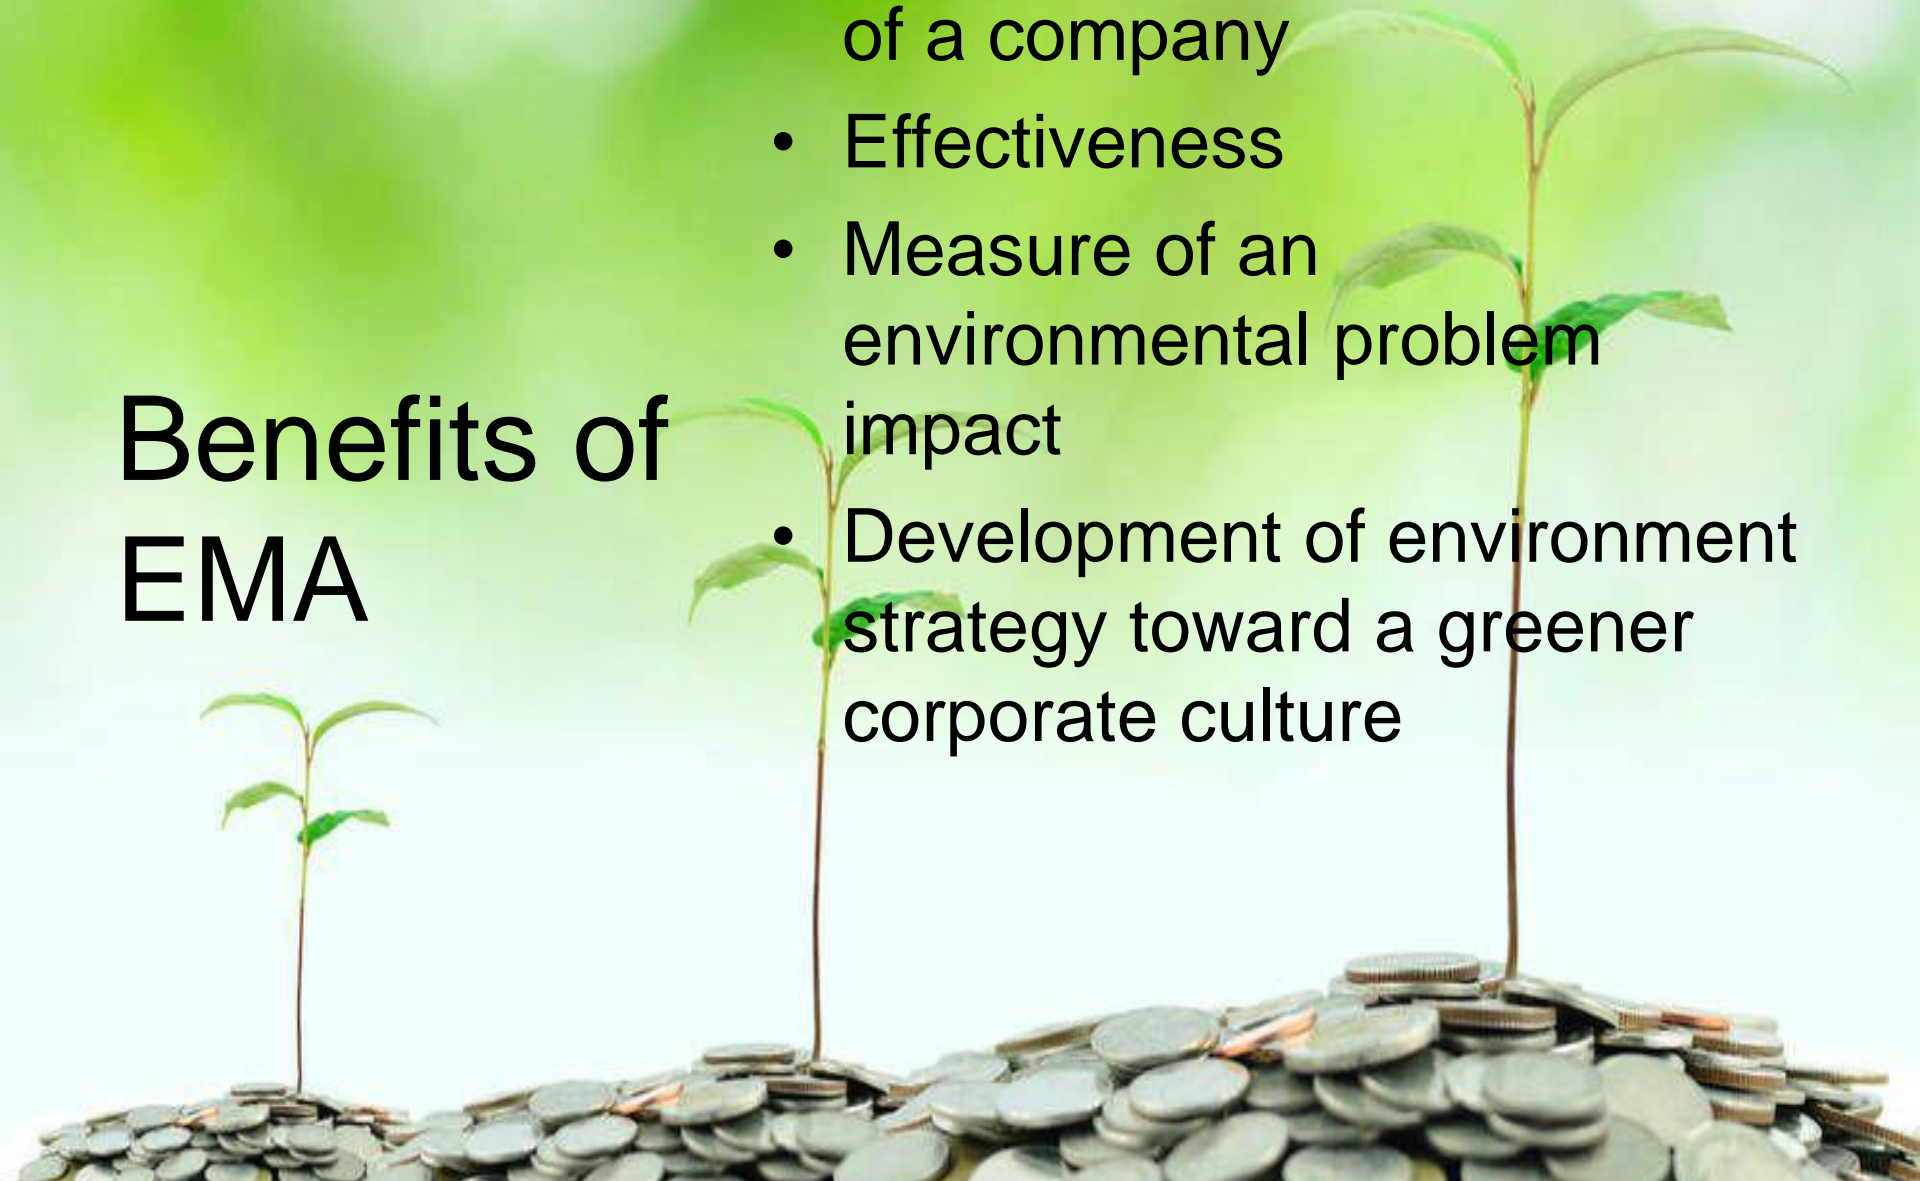 Benefits of
EMA
of a company
• Effectiveness
• Measure of an
environmental problem
impact
• Development of environment
strategy toward a greener
corporate culture